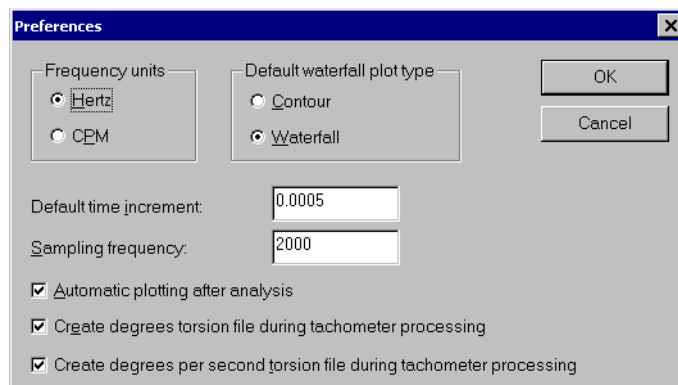 Preferences
Frequency units
Hertz
CPM
Default waterfall plot type
Contour
Waterfall
OK
Cancel
Default time increment:
0.0005
Sampling frequency:
2000
Automatic plotting after analysis
Create degrees torsion file during tachometer processing
Create degrees per second torsion file during tachometer processing